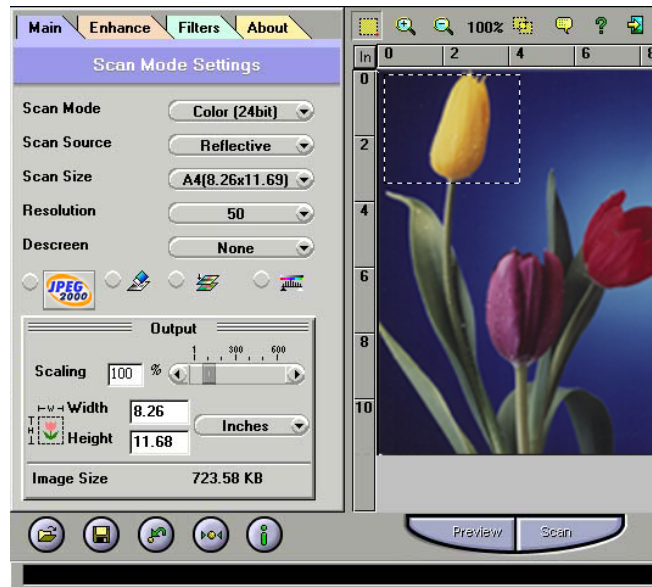 Main Enhance Filters About
Scan Mode Settings
Scan Mode Color (24bit)
Scan Source Reflective
Scan Size A4(8.26x11.69)
Resolution 50
Descreen None
JPEG
2000
Output
1 . . 300 . . 600
Scaling 100 %
W Width 8.26
H Height 11.68
Inches
Image Size 723.58 KB
100% ?
In 0 2 4 6 8
0
2
4
6
8
10
Preview Scan